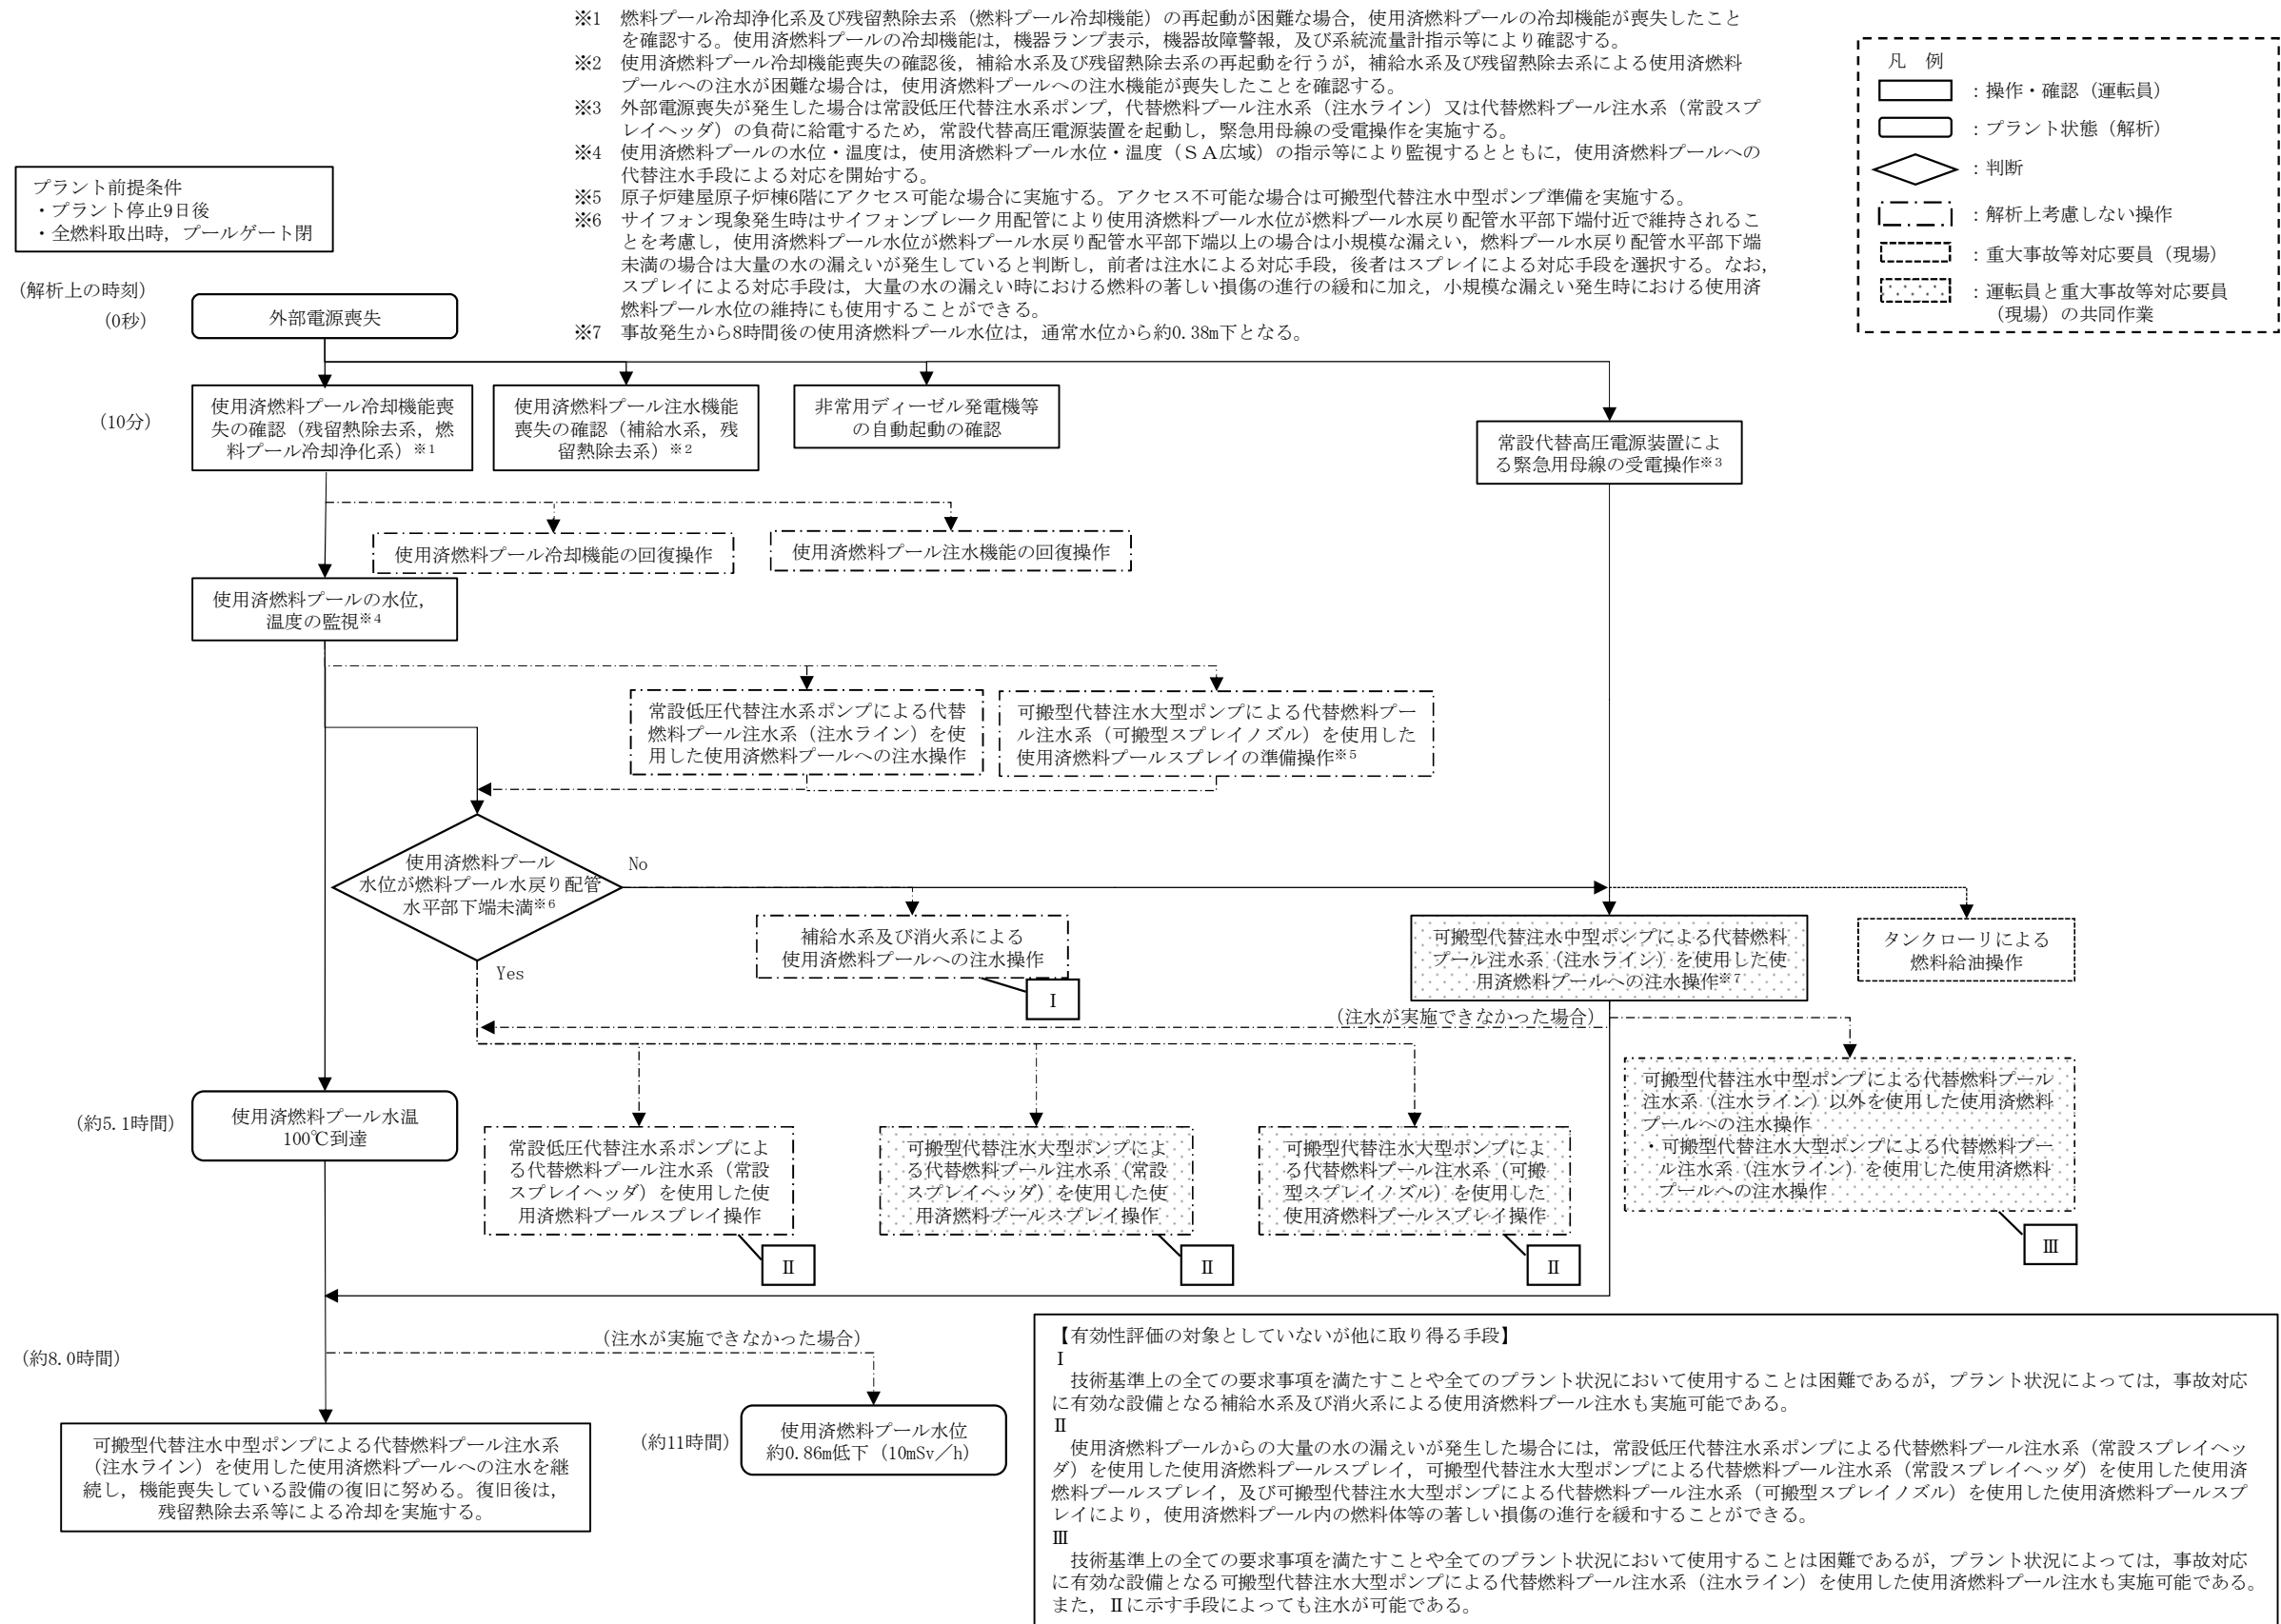 ※1　燃料プール冷却浄化系及び残留熱除去系（燃料プール冷却機能）の再起動が困難な場合，使用済燃料プールの冷却機能が喪失したこと
を確認する。使用済燃料プールの冷却機能は，機器ランプ表示，機器故障警報，及び系統流量計指示等により確認する。
※2　使用済燃料プール冷却機能喪失の確認後，補給水系及び残留熱除去系の再起動を行うが，補給水系及び残留熱除去系による使用済燃料
プールへの注水が困難な場合は，使用済燃料プールへの注水機能が喪失したことを確認する。
※3　外部電源喪失が発生した場合は常設低圧代替注水系ポンプ，代替燃料プール注水系（注水ライン）又は代替燃料プール注水系（常設スプ
レイヘッダ）の負荷に給電するため，常設代替高圧電源装置を起動し，緊急用母線の受電操作を実施する。
※4　使用済燃料プールの水位・温度は，使用済燃料プール水位・温度（ＳＡ広域）の指示等により監視するとともに，使用済燃料プールへの
代替注水手段による対応を開始する。
※5　原子炉建屋原子炉棟6階にアクセス可能な場合に実施する。アクセス不可能な場合は可搬型代替注水中型ポンプ準備を実施する。
※6　サイフォン現象発生時はサイフォンブレーク用配管により使用済燃料プール水位が燃料プール水戻り配管水平部下端付近で維持されるこ
とを考慮し，使用済燃料プール水位が燃料プール水戻り配管水平部下端以上の場合は小規模な漏えい，燃料プール水戻り配管水平部下端
未満の場合は大量の水の漏えいが発生していると判断し，前者は注水による対応手段，後者はスプレイによる対応手段を選択する。なお，
スプレイによる対応手段は，大量の水の漏えい時における燃料の著しい損傷の進行の緩和に加え，小規模な漏えい発生時における使用済
燃料プール水位の維持にも使用することができる。
※7　事故発生から8時間後の使用済燃料プール水位は，通常水位から約0.38m下となる。
凡　例
：操作・確認（運転員）
：プラント状態（解析）
：判断
：解析上考慮しない操作
：重大事故等対応要員（現場）
：運転員と重大事故等対応要員
（現場）の共同作業
プラント前提条件
・プラント停止9日後
・全燃料取出時，プールゲート閉
（解析上の時刻）
（0秒）
外部電源喪失
（10分）
使用済燃料プール冷却機能喪
失の確認（残留熱除去系，燃
料プール冷却浄化系）※1
使用済燃料プール注水機能
喪失の確認（補給水系，残
留熱除去系）※2
非常用ディーゼル発電機等
の自動起動の確認
常設代替高圧電源装置によ
る緊急用母線の受電操作※3
使用済燃料プール冷却機能の回復操作
使用済燃料プール注水機能の回復操作
使用済燃料プールの水位，
温度の監視※4
常設低圧代替注水系ポンプによる代替
燃料プール注水系（注水ライン）を使
用した使用済燃料プールへの注水操作
可搬型代替注水大型ポンプによる代替燃料プー
ル注水系（可搬型スプレイノズル）を使用した
使用済燃料プールスプレイの準備操作※5
使用済燃料プール
水位が燃料プール水戻り配管
水平部下端未満※6
No
Yes
補給水系及び消火系による
使用済燃料プールへの注水操作
Ⅰ
可搬型代替注水中型ポンプによる代替燃料
プール注水系（注水ライン）を使用した使
用済燃料プールへの注水操作※7
タンクローリによる
燃料給油操作
（注水が実施できなかった場合）
（約5.1時間）
使用済燃料プール水温
100℃到達
常設低圧代替注水系ポンプによ
る代替燃料プール注水系（常設
スプレイヘッダ）を使用した使
用済燃料プールスプレイ操作
Ⅱ
可搬型代替注水大型ポンプによ
る代替燃料プール注水系（常設
スプレイヘッダ）を使用した使
用済燃料プールスプレイ操作
Ⅱ
可搬型代替注水大型ポンプによ
る代替燃料プール注水系（可搬
型スプレイノズル）を使用した
使用済燃料プールスプレイ操作
Ⅱ
可搬型代替注水中型ポンプによる代替燃料プール
注水系（注水ライン）以外を使用した使用済燃料
プールへの注水操作
・可搬型代替注水大型ポンプによる代替燃料プー
ル注水系（注水ライン）を使用した使用済燃料
プールへの注水操作
Ⅲ
（約8.0時間）
（注水が実施できなかった場合）
可搬型代替注水中型ポンプによる代替燃料プール注水系
（注水ライン）を使用した使用済燃料プールへの注水を継
続し，機能喪失している設備の復旧に努める。復旧後は，
残留熱除去系等による冷却を実施する。
（約11時間）
使用済燃料プール水位
約0.86m低下（10mSv／h）
【有効性評価の対象としていないが他に取り得る手段】
Ⅰ
技術基準上の全ての要求事項を満たすことや全てのプラント状況において使用することは困難であるが，プラント状況によっては，事故対応
に有効な設備となる補給水系及び消火系による使用済燃料プール注水も実施可能である。
Ⅱ
使用済燃料プールからの大量の水の漏えいが発生した場合には，常設低圧代替注水系ポンプによる代替燃料プール注水系（常設スプレイヘッ
ダ）を使用した使用済燃料プールスプレイ，可搬型代替注水大型ポンプによる代替燃料プール注水系（常設スプレイヘッダ）を使用した使用済
燃料プールスプレイ，及び可搬型代替注水大型ポンプによる代替燃料プール注水系（可搬型スプレイノズル）を使用した使用済燃料プールスプ
レイにより，使用済燃料プール内の燃料体等の著しい損傷の進行を緩和することができる。
Ⅲ
技術基準上の全ての要求事項を満たすことや全てのプラント状況において使用することは困難であるが，プラント状況によっては，事故対応
に有効な設備となる可搬型代替注水大型ポンプによる代替燃料プール注水系（注水ライン）を使用した使用済燃料プール注水も実施可能である。
また，Ⅱに示す手段によっても注水が可能である。